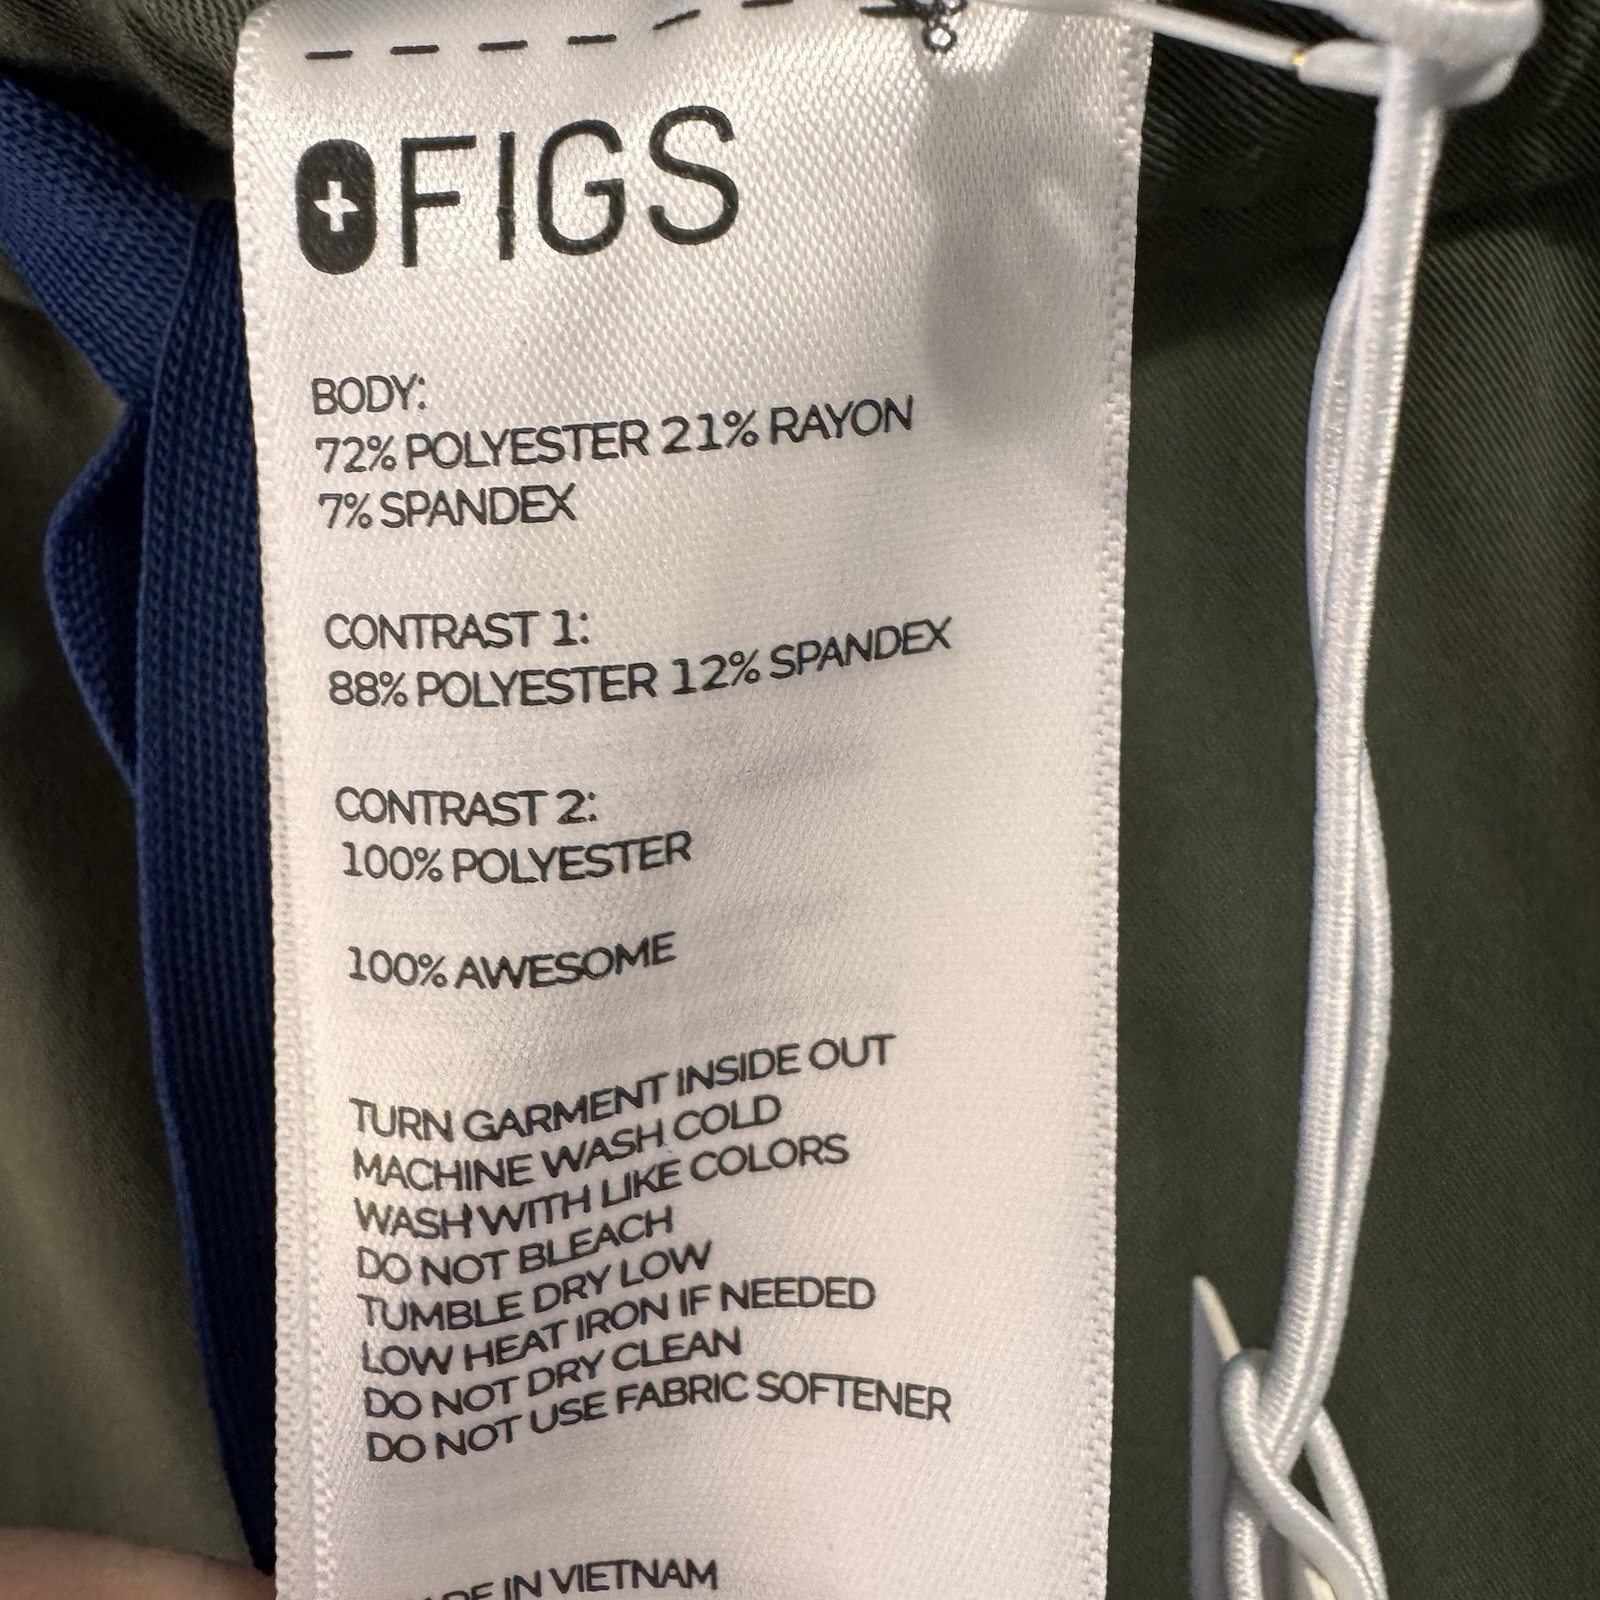 FIGS
BODY:
72% POLYESTER 21% RAYON
7% SPANDEX
CONTRAST 1:
88% POLYESTER 12% SPANDEX
CONTRAST 2:
100% POLYESTER
100% AWESOME
TURN GARMENT INSIDE OUT
MACHINE WASH COLD
WASH WITH LIKE COLORS
DO NOT BLEACH
TUMBLE DRY LOW
LOW HEAT IRON IF NEEDED
DO NOT DRY CLEAN
DO NOT USE FABRIC SOFTENER
IN VIETNAM